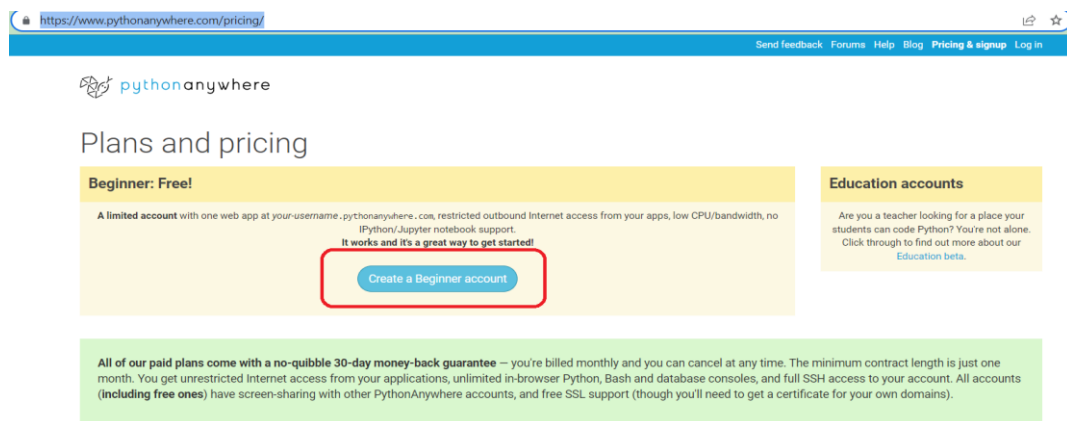 https://www.pythonanywhere.com/pricing/
Send feedback Forums Help Blog Pricing & signup Log in
pythonanywhere
Plans and pricing
Beginner: Free!
A limited account with one web app at your-username.pythonanywhere.com, restricted outbound Internet access from your apps, low CPU/bandwidth, no
IPython/Jupyter notebook support.
It works and it's a great way to get started!
Create a Beginner account
Education accounts
Are you a teacher looking for a place your
students can code Python? You're not alone.
Click through to find out more about our
Education beta.
All of our paid plans come with a no-quibble 30-day money-back guarantee — you're billed monthly and you can cancel at any time. The minimum contract length is just one
month. You get unrestricted Internet access from your applications, unlimited in-browser Python, Bash and database consoles, and full SSH access to your account. All accounts
(including free ones) have screen-sharing with other PythonAnywhere accounts, and free SSL support (though you'll need to get a certificate for your own domains).